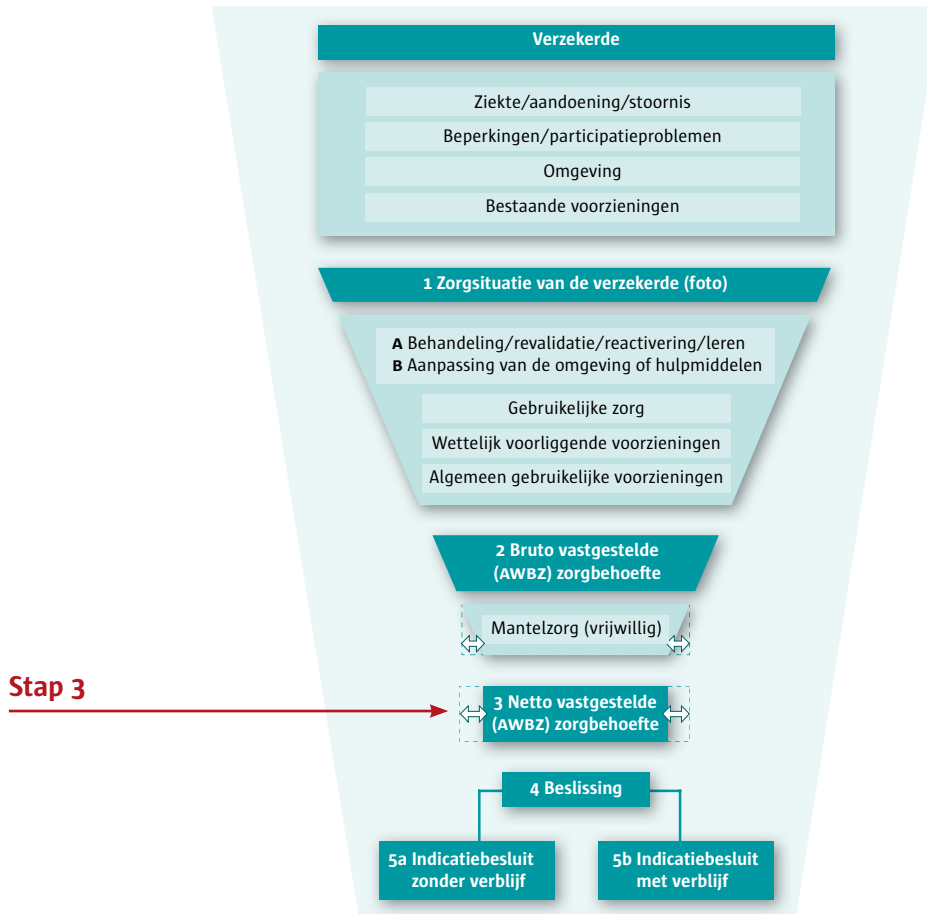 Verzekerde
Ziekte/aandoening/stoornis
Beperkingen/participatieproblemen
Omgeving
Bestaande voorzieningen
1 Zorgsituatie van de verzekerde (foto)
A Behandeling/revalidatie/reactivering/leren
B Aanpassing van de omgeving of hulpmiddelen
Gebruikelijke zorg
Wettelijk voorliggende voorzieningen
Algemeen gebruikelijke voorzieningen
2 Bruto vastgestelde
(AWBZ) zorgbehoefte
Mantelzorg (vrijwillig)
Stap 3
3 Netto vastgestelde
(AWBZ) zorgbehoefte
4 Beslissing
5a Indicatiebesluit
zonder verblijf
5b Indicatiebesluit
met verblijf